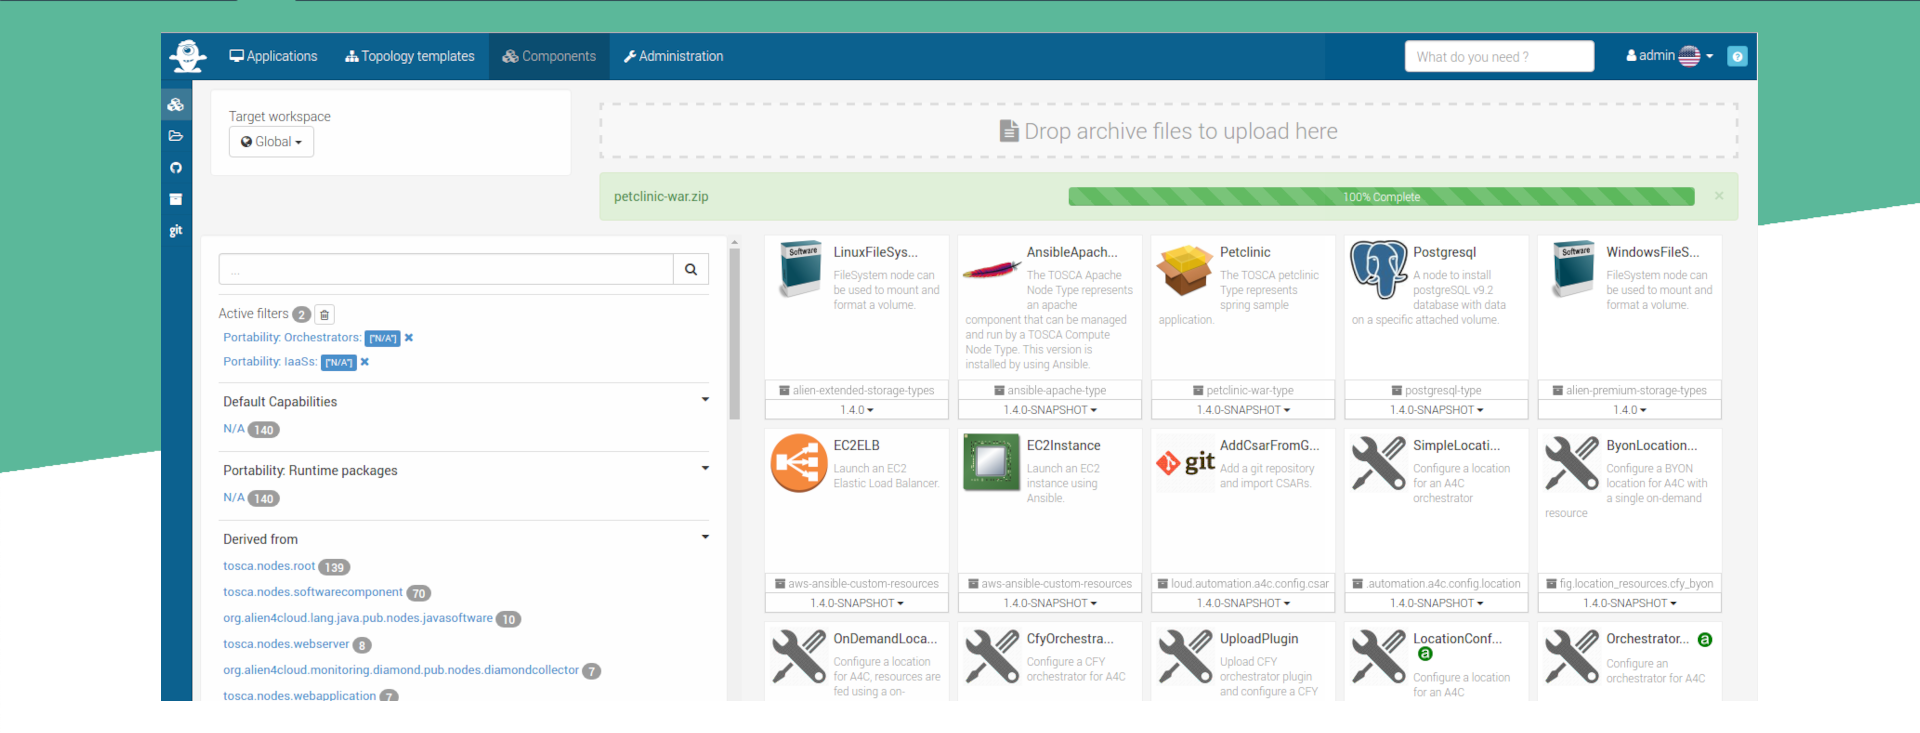 Applications
Topology templates
Components
Administration
What do you need ?
admin
?
git
Target workspace
Global
Drop archive files to upload here
petclinic-war.zip
100% Complete
×
...
Active filters 2
Portability: Orchestrators: ["N/A"]
Portability: IaaSs: ["N/A"]
Default Capabilities
N/A 140
Portability: Runtime packages
N/A 140
Derived from
tosca.nodes.root 139
tosca.nodes.softwarecomponent 70
org.alien4cloud.lang.java.pub.nodes.javasoftware 10
tosca.nodes.webserver 8
org.alien4cloud.monitoring.diamond.pub.nodes.diamondcollector 7
tosca.nodes.webapplication 7
Software
LinuxFileSys...
FileSystem node can
be used to mount and
format a volume.
alien-extended-storage-types
1.4.0
AnsibleApach...
The TOSCA Apache
Node Type represents
an apache
component that can be managed
and run by a TOSCA Compute
Node Type. This version is
installed by using Ansible.
ansible-apache-type
1.4.0-SNAPSHOT
Petclinic
The TOSCA petclinic
Type represents
spring sample
application.
petclinic-war-type
1.4.0-SNAPSHOT
Postgresql
A node to install
postgreSQL v9.2
database with data
on a specific attached volume.
postgresql-type
1.4.0-SNAPSHOT
Software
WindowsFileS...
FileSystem node can
be used to mount and
format a volume.
alien-premium-storage-types
1.4.0
EC2ELB
Launch an EC2
Elastic Load Balancer.
aws-ansible-custom-resources
1.4.0-SNAPSHOT
EC2Instance
Launch an EC2
instance using
Ansible.
aws-ansible-custom-resources
1.4.0-SNAPSHOT
git
AddCsarFromG...
Add a git repository
and import CSARs.
loud.automation.a4c.config.csar
1.4.0-SNAPSHOT
SimpleLocati...
Configure a location
for an A4C
orchestrator
.automation.a4c.config.location
1.4.0-SNAPSHOT
ByonLocation...
Configure a BYON
location for A4C with
a single on-demand
resource
fig.location_resources.cfy_byon
1.4.0-SNAPSHOT
OnDemandLoca...
Configure a location
for A4C, resources are
fed using a on-
CfyOrchestra...
Configure a CFY
orchestrator for A4C
UploadPlugin
Upload CFY
orchestrator plugin
and configure a CFY
LocationConf...
a
Configure a location
for an A4C
Orchestrator... a
Configure an
orchestrator for A4C